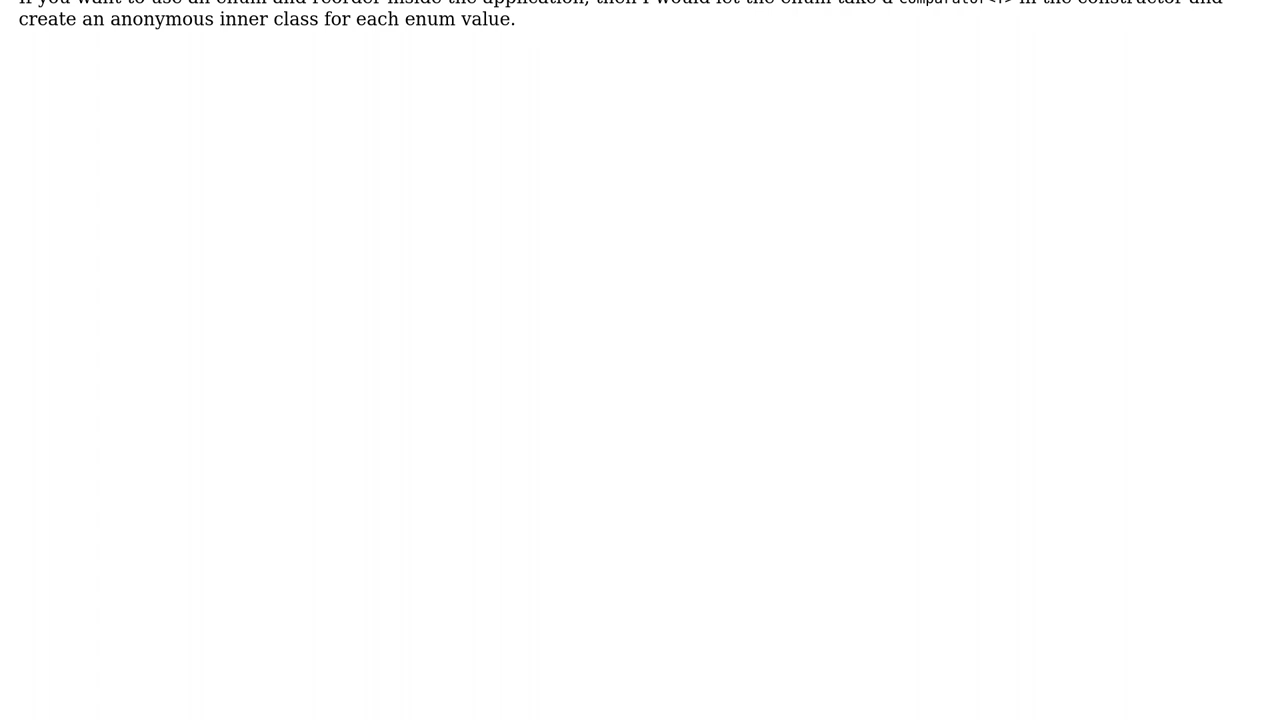 If you want to use an enum and reorder inside the application, then I would let the enum take a Comparator<T> in the constructor and
create an anonymous inner class for each enum value.